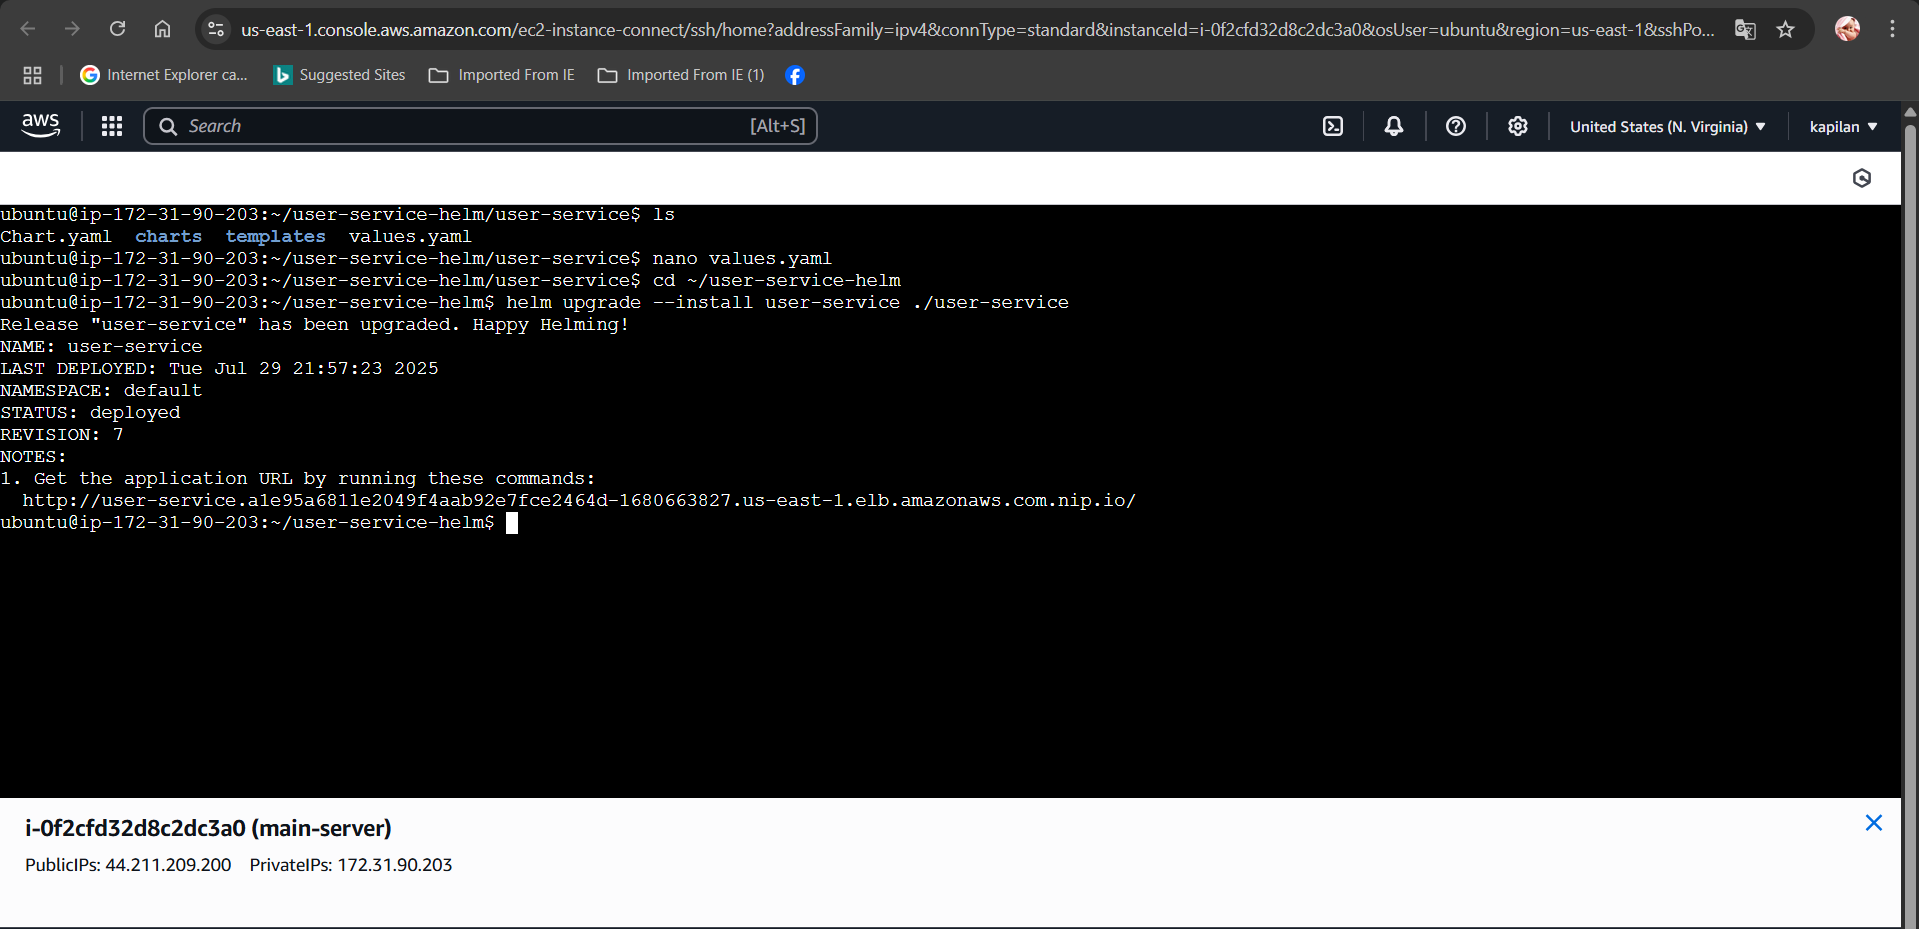 us-east-1.console.aws.amazon.com/ec2-instance-connect/ssh/home?addressFamily=ipv4&connType=standard&instanceId=i-0f2cfd32d8c2dc3a0&osUser=ubuntu&region=us-east-1&sshPo...
Internet Explorer ca... Suggested Sites Imported From IE Imported From IE (1)
aws Search [Alt+S] United States (N. Virginia) kapilan
ubuntu@ip-172-31-90-203:~/user-service-helm/user-service$ ls
Chart.yaml charts templates values.yaml
ubuntu@ip-172-31-90-203:~/user-service-helm/user-service$ nano values.yaml
ubuntu@ip-172-31-90-203:~/user-service-helm/user-service$ cd ~/user-service-helm
ubuntu@ip-172-31-90-203:~/user-service-helm$ helm upgrade --install user-service ./user-service
Release "user-service" has been upgraded. Happy Helming!
NAME: user-service
LAST DEPLOYED: Tue Jul 29 21:57:23 2025
NAMESPACE: default
STATUS: deployed
REVISION: 7
NOTES:
1. Get the application URL by running these commands:
http://user-service.a1e95a6811e2049f4aab92e7fce2464d-1680663827.us-east-1.elb.amazonaws.com.nip.io/
ubuntu@ip-172-31-90-203:~/user-service-helm$
i-0f2cfd32d8c2dc3a0 (main-server)
PublicIPs: 44.211.209.200 PrivateIPs: 172.31.90.203